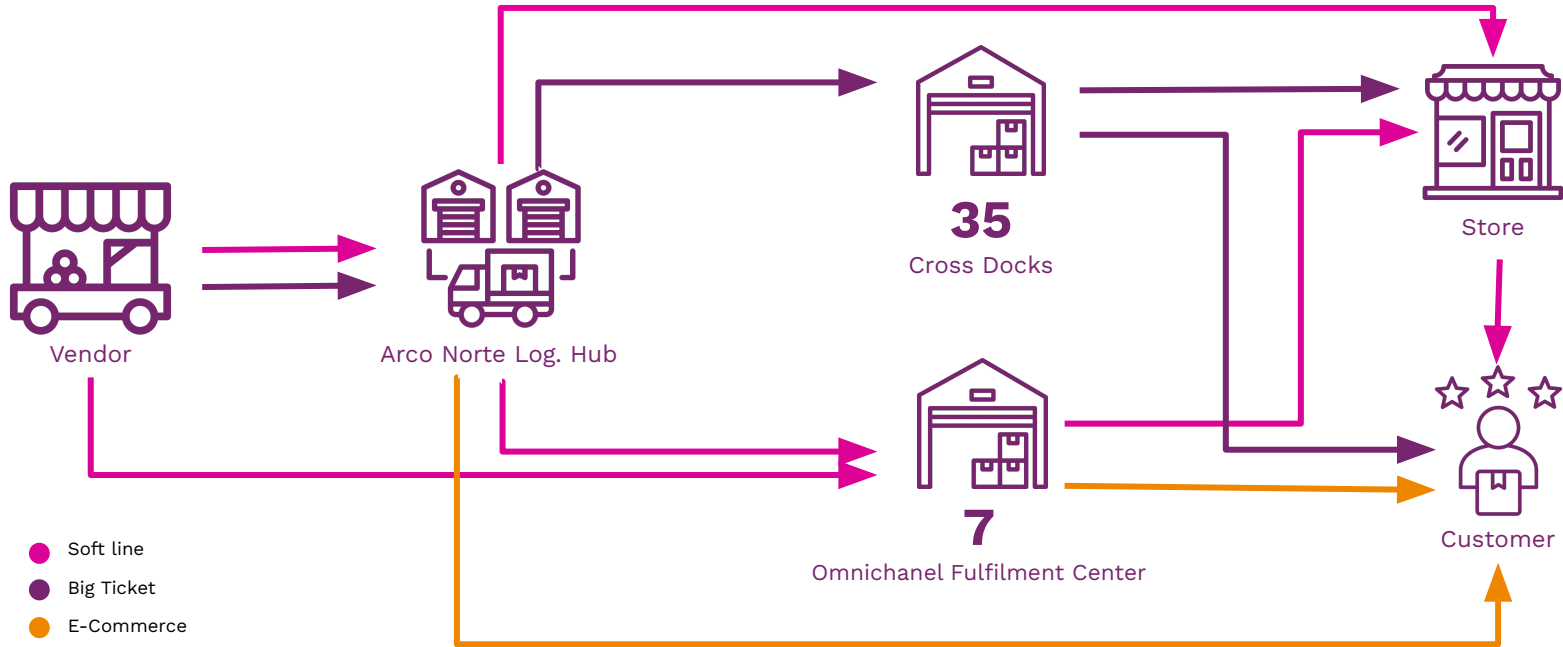 35
Cross Docks
Store
Vendor
Arco Norte Log. Hub
7
Omnichanel Fulfilment Center
Customer
Soft line
Big Ticket
E-Commerce